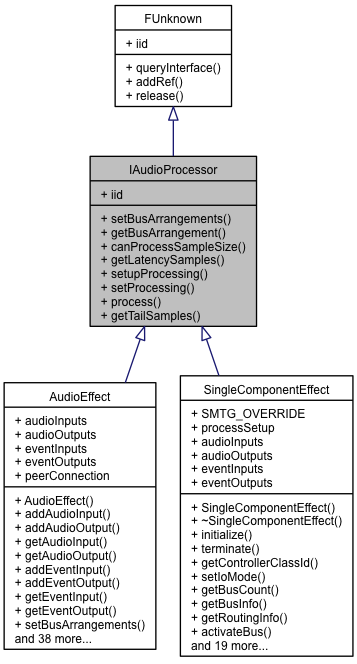 FUnknown
+ iid
+ queryInterface()
+ addRef()
+ release()
IAudioProcessor
+ iid
+ setBusArrangements()
+ getBusArrangement()
+ canProcessSampleSize()
+ getLatencySamples()
+ setupProcessing()
+ setProcessing()
+ process()
+ getTailSamples()
AudioEffect
+ audioInputs
+ audioOutputs
+ eventInputs
+ eventOutputs
+ peerConnection
+ AudioEffect()
+ addAudioInput()
+ addAudioOutput()
+ getAudioInput()
+ getAudioOutput()
+ addEventInput()
+ addEventOutput()
+ getEventInput()
+ getEventOutput()
+ setBusArrangements()
and 38 more...
SingleComponentEffect
+ SMTG_OVERRIDE
+ processSetup
+ audioInputs
+ audioOutputs
+ eventInputs
+ eventOutputs
+ SingleComponentEffect()
+ ~SingleComponentEffect()
+ initialize()
+ terminate()
+ getControllerClassId()
+ setIoMode()
+ getBusCount()
+ getBusInfo()
+ getRoutingInfo()
+ activateBus()
and 19 more...